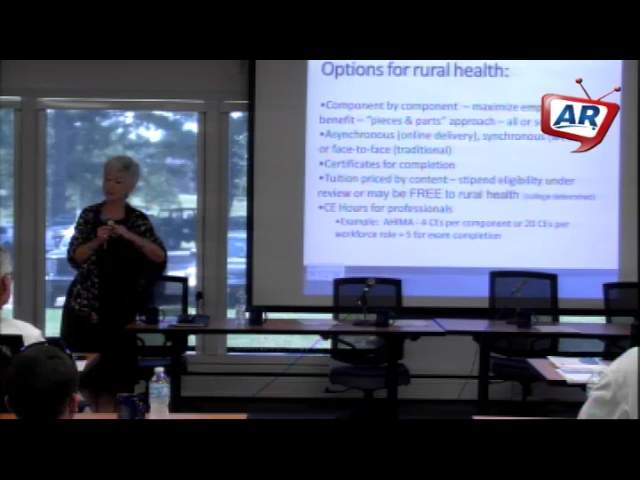 Options for rural health:
AR
•Component by component – maximize
benefit – "pieces & parts" approach – all or
•Asynchronous (online delivery), synchronous
or face-to-face (traditional)
•Certificates for completion
•Tuition priced by content – stipend eligibility under
review or may be FREE to rural health (college determined)
•CE Hours for professionals
•Example: AHEMA - 4 CEs per component or 20 CEs per
workforce role + 5 for exam completion